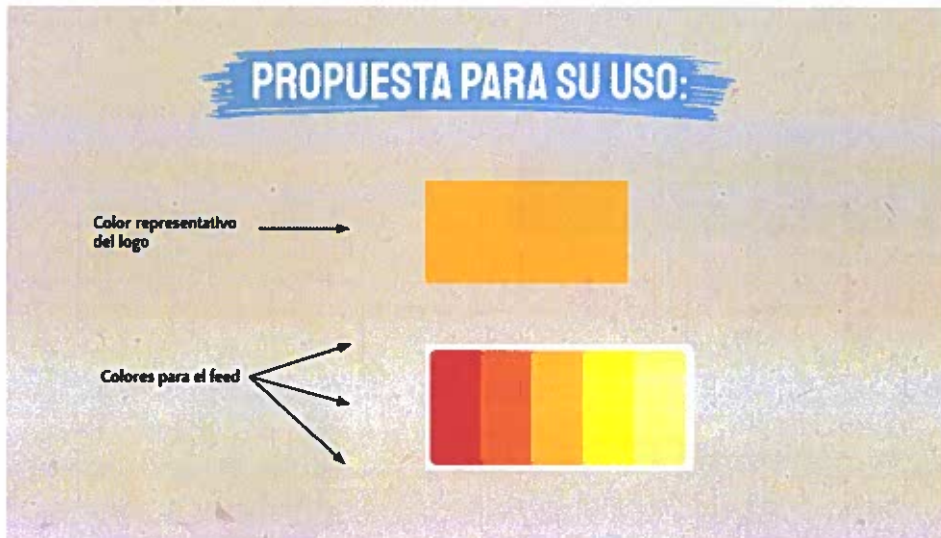 PROPUESTA PARA SU USO:
Color representativo
del logo
Colores para el feed